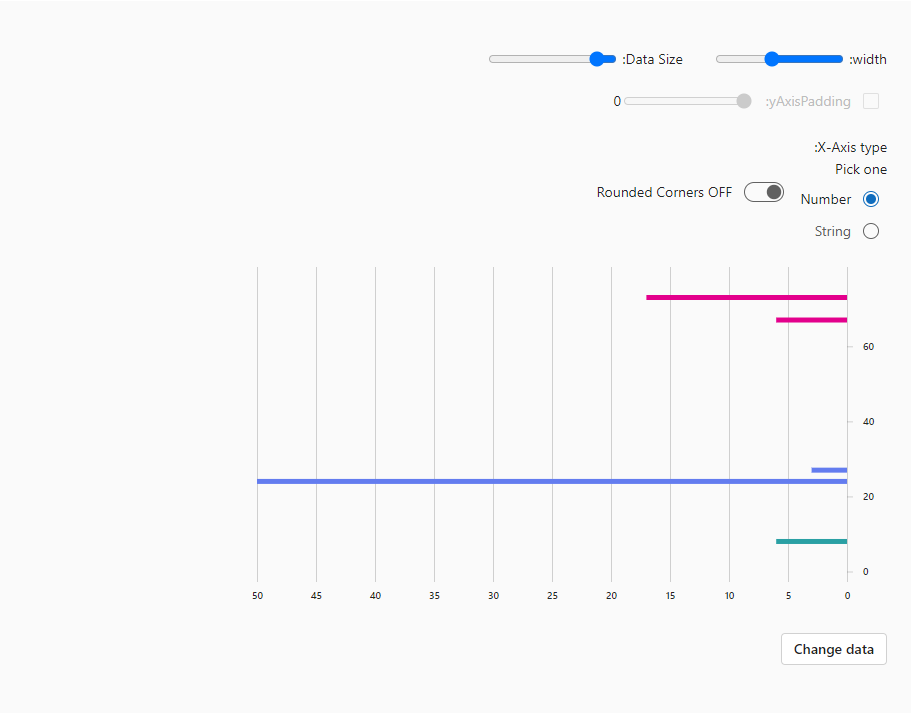 :width
:Data Size
:yAxisPadding
0
:X-Axis type
Pick one
Number
Rounded Corners OFF
String
60
40
20
0
50 45 40 35 30 25 20 15 10 5 0
Change data